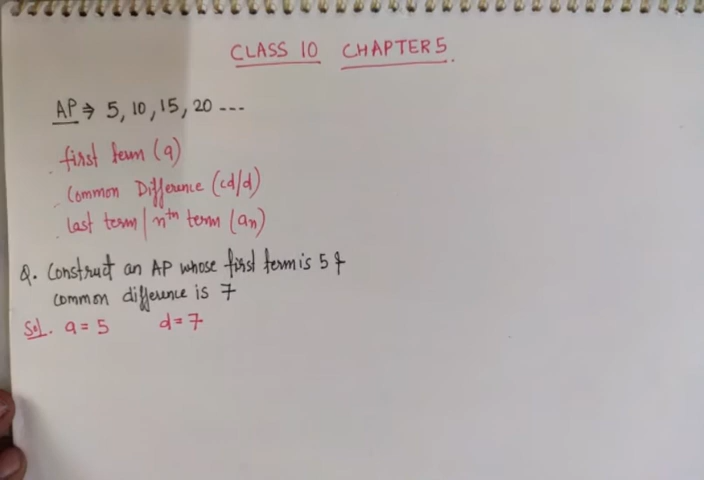 CLASS 10 CHAPTER 5.
AP ⇒ 5, 10, 15, 20 ---
. first term (a)
. Common Difference (cd/d)
. last term / nth term (an)
Q. Construct an AP whose first term is 5 &
common difference is 7
Sol. a = 5 d = 7